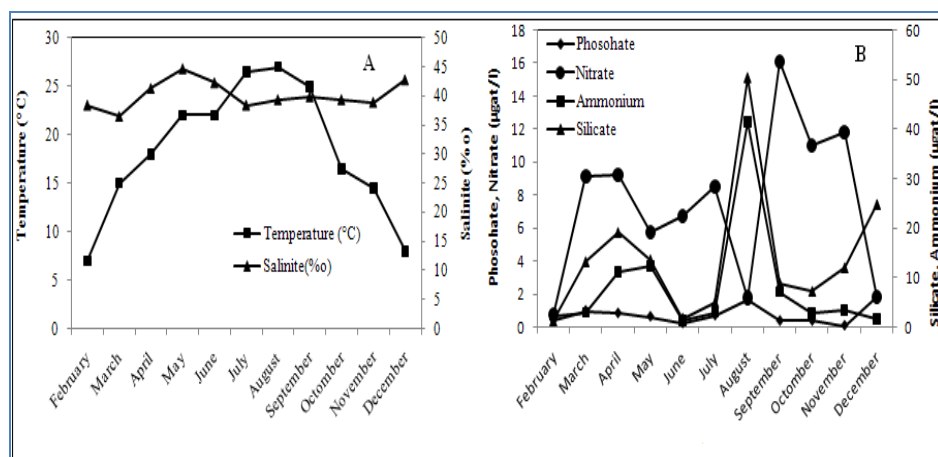 A
Temperature (°C)
30
25
20
15
10
5
0
Salinite (‰)
50
45
40
35
30
25
20
15
10
5
0
Temperature (°C)
Salinite(‰)
February
March
April
May
June
July
August
September
Octomber
November
December
B
Phosohate, Nitrate (µgat/l)
18
16
14
12
10
8
6
4
2
0
Phosohate
Nitrate
Ammonium
Silicate
Silicate, Ammonium (µgat/l)
60
50
40
30
20
10
0
February
March
April
May
June
July
August
September
Octomber
November
December